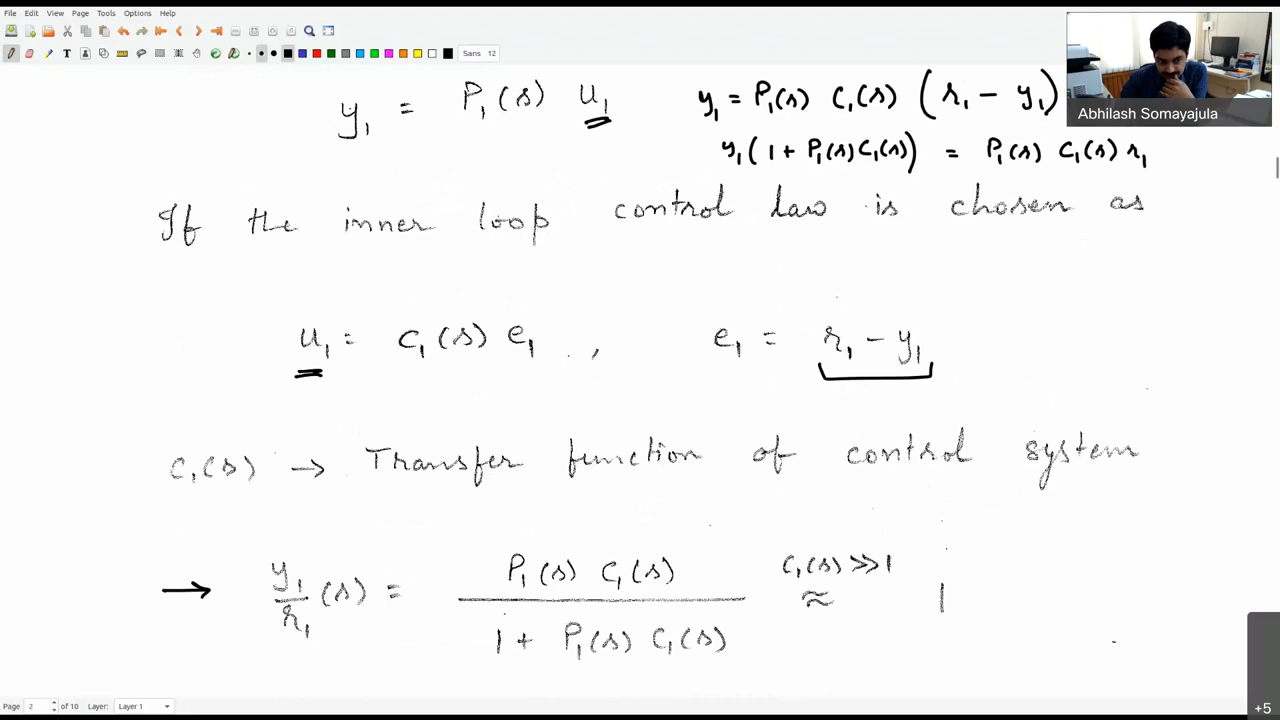 File Edit View Page Tools Options Help
Sans 12
y₁ = P₁(s) u₁
y₁ = P₁(s) C₁(s) (r₁ - y₁)
Abhilash Somayajula
y₁(1 + P₁(s)C₁(s)) = P₁(s) C₁(s) r₁
If the inner loop control law is chosen as
u₁ = C₁(s) e₁ , e₁ = r₁ - y₁
C₁(s) → Transfer function of control system
→ y₁/r₁ (s) = P₁(s) C₁(s) / 1 + P₁(s) C₁(s) C₁(s) ≫ 1 ≈ 1
Page 2 of 10 Layer: Layer 1
+5